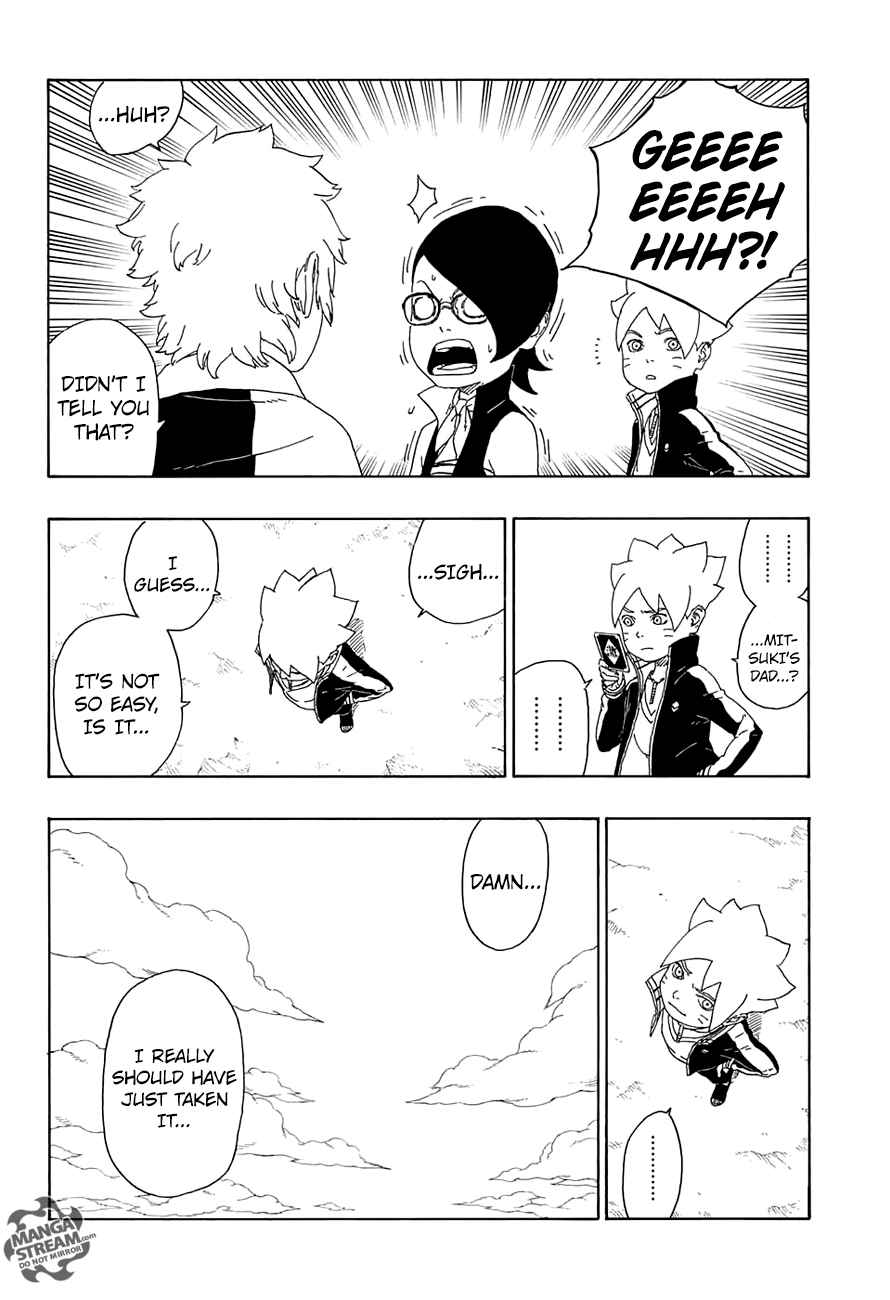 GEEEE
EEEEH
HHH?!
...HUH?
DIDN'T I
TELL YOU
THAT?
.......
...MIT-
SUKI'S
DAD...?
.......
...SIGH...
I
GUESS...
IT'S NOT
SO EASY,
IS IT...
.......
DAMN...
I REALLY
SHOULD HAVE
JUST TAKEN
IT...
MANGA
STREAM.com
DO NOT MIRROR